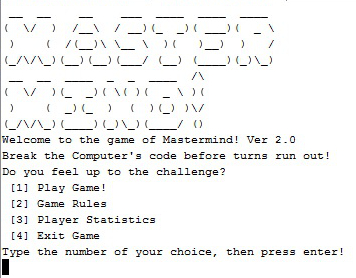 MASTER
MIND!
Welcome to the game of Mastermind! Ver 2.0
Break the Computer's code before turns run out!
Do you feel up to the challenge?
[1] Play Game!
[2] Game Rules
[3] Player Statistics
[4] Exit Game
Type the number of your choice, then press enter!